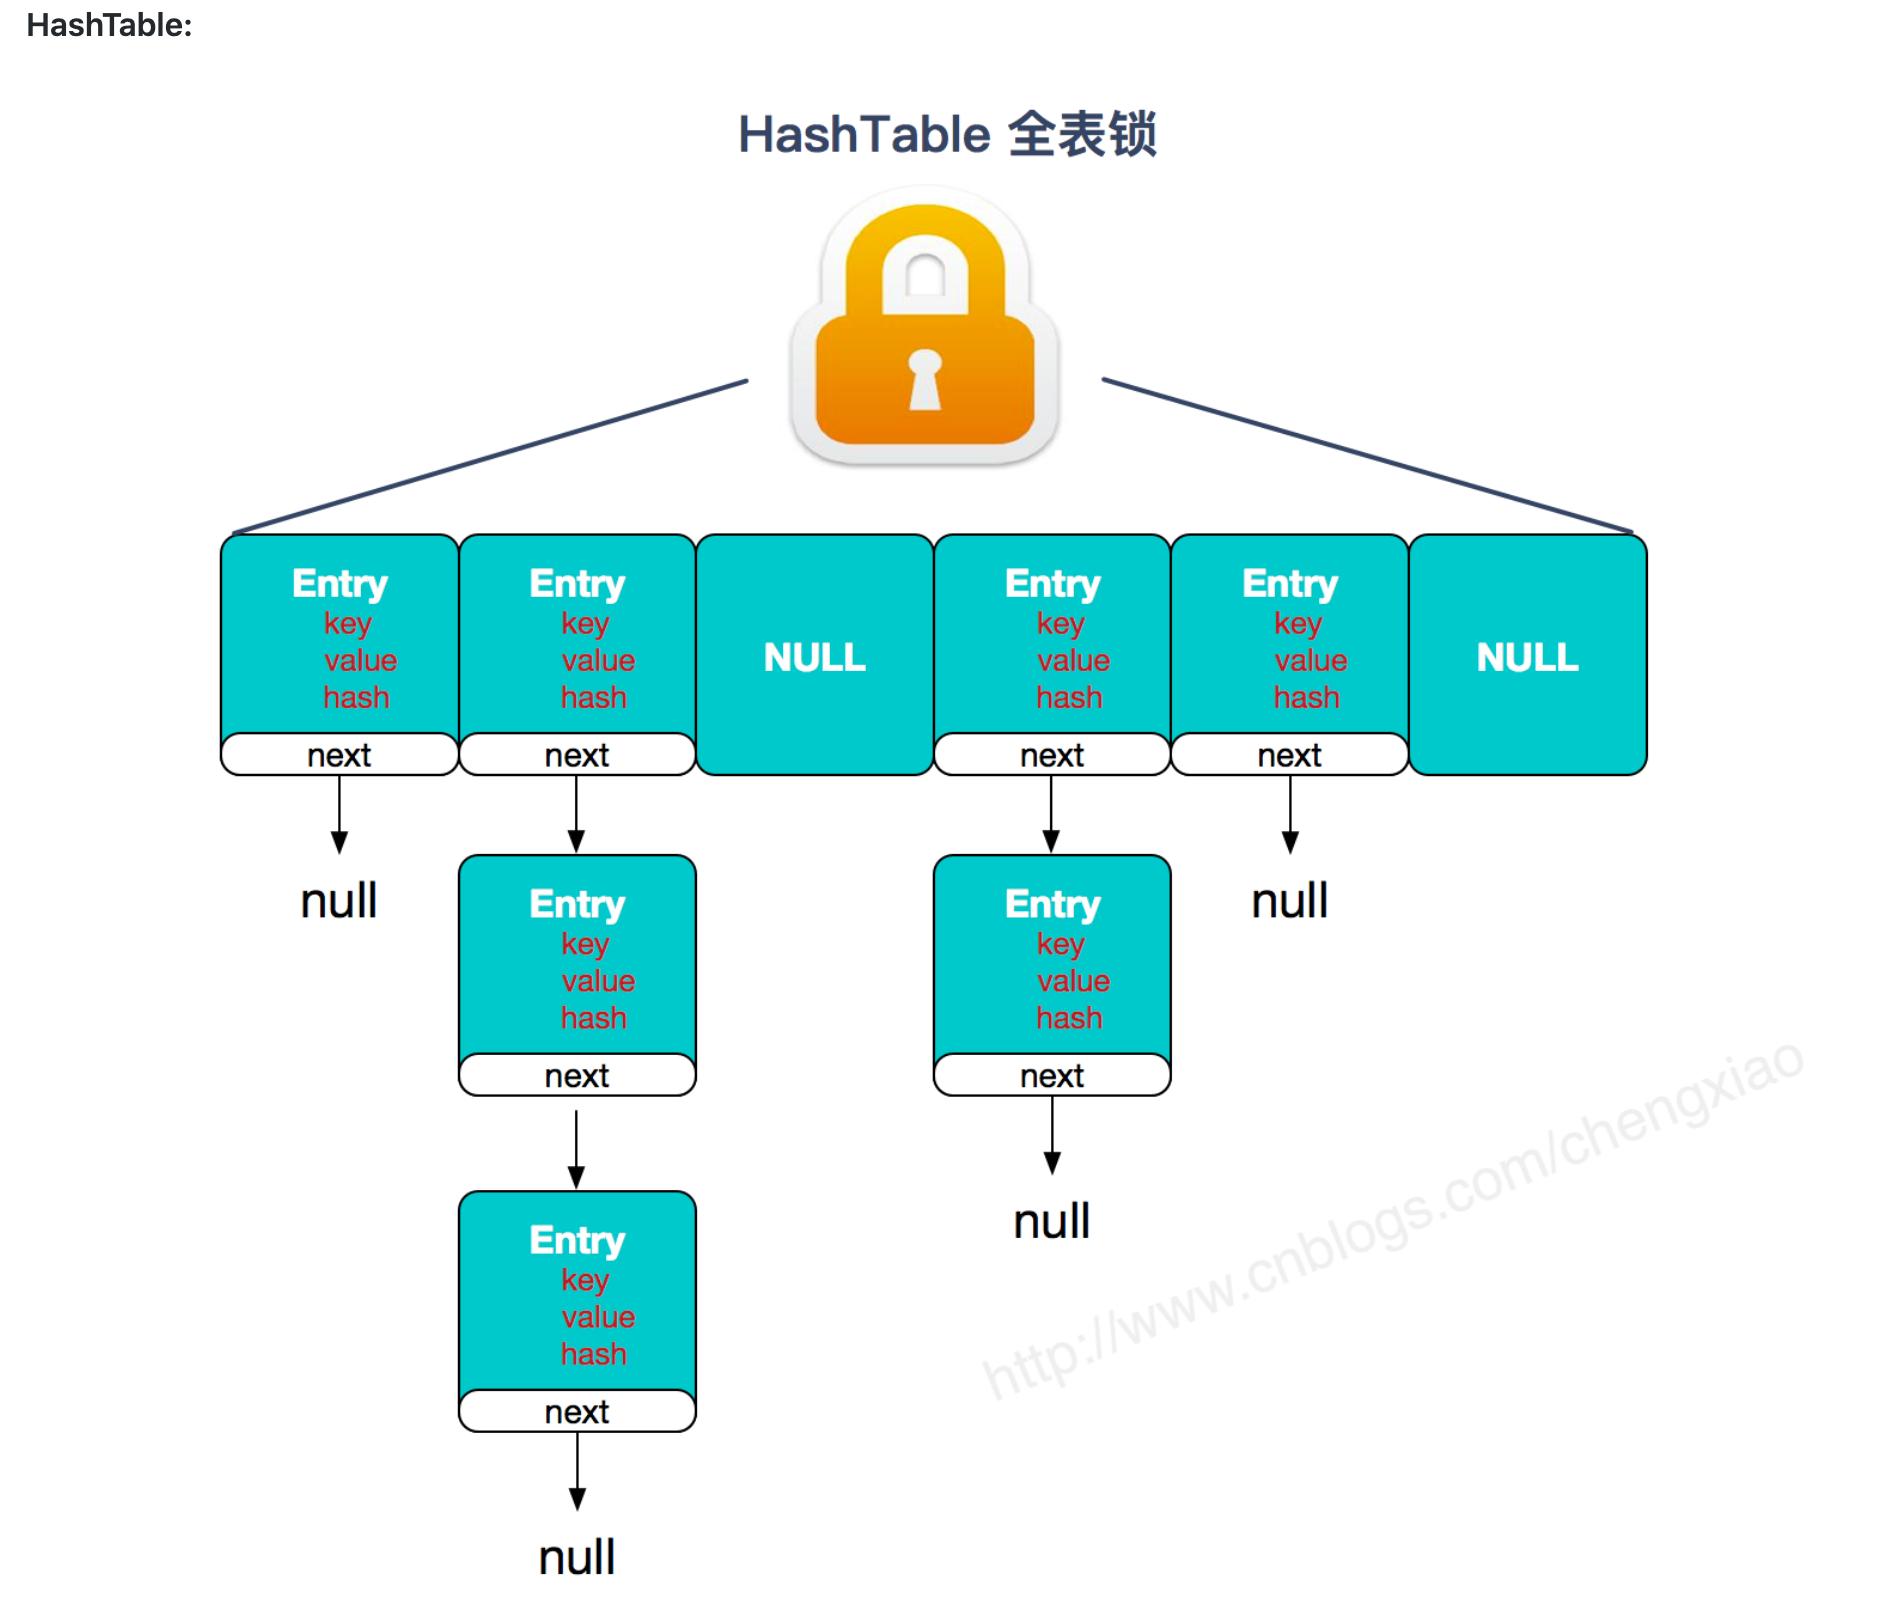 HashTable:
HashTable 全表锁
Entry Entry Entry Entry
key key key key
value value NULL value value NULL
hash hash hash hash
next next next next
null Entry Entry null
key key
value value
hash hash
next next
Entry null
key
value
hash
next
null
http://www.cnblogs.com/chengxiao